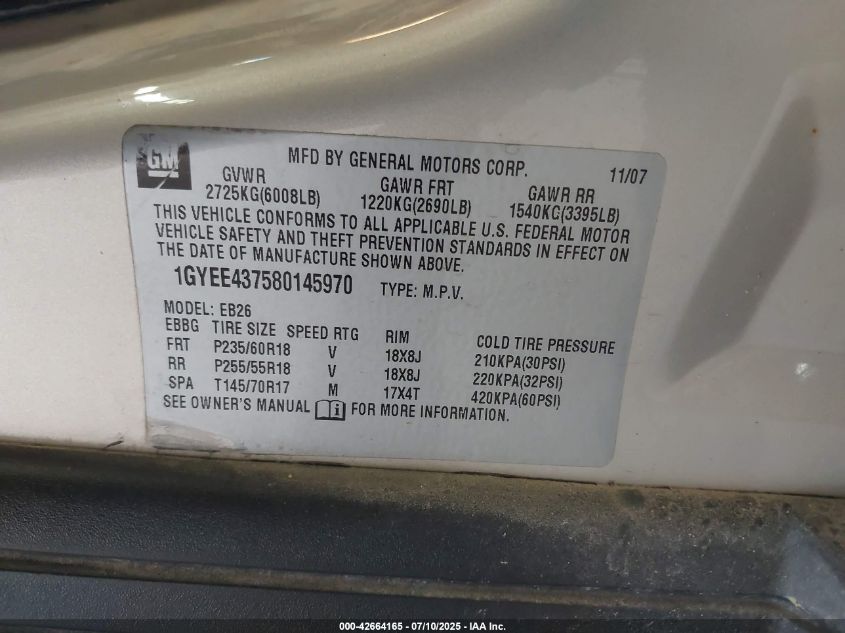 GM
MFD BY GENERAL MOTORS CORP. 11/07
GVWR GAWR FRT GAWR RR
2725KG(6008LB) 1220KG(2690LB) 1540KG(3395LB)
THIS VEHICLE CONFORMS TO ALL APPLICABLE U.S. FEDERAL MOTOR
VEHICLE SAFETY AND THEFT PREVENTION STANDARDS IN EFFECT ON
THE DATE OF MANUFACTURE SHOWN ABOVE.
1GYEE437580145970 TYPE: M.P.V.
MODEL: EB26
EBBG TIRE SIZE SPEED RTG RIM COLD TIRE PRESSURE
FRT P235/60R18 V 18X8J 210KPA(30PSI)
RR P255/55R18 V 18X8J 220KPA(32PSI)
SPA T145/70R17 M 17X4T 420KPA(60PSI)
SEE OWNER'S MANUAL i FOR MORE INFORMATION.
000-42664165 - 07/10/2025 - IAA Inc.